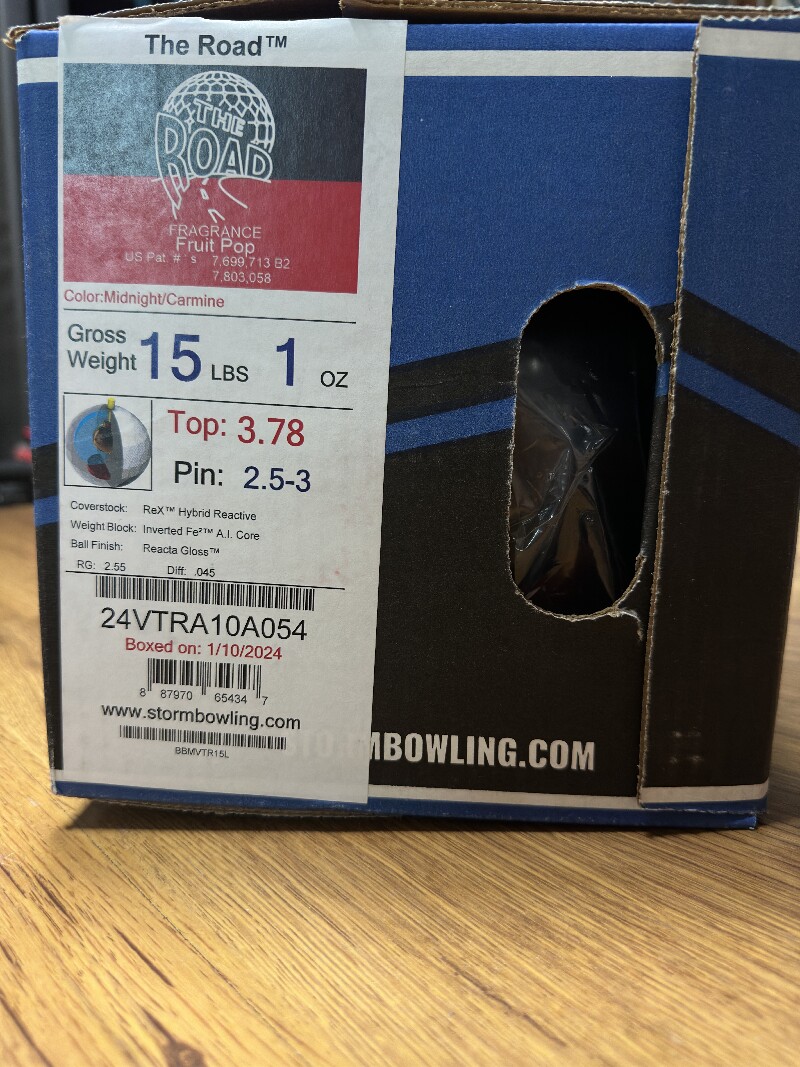 The Road™
THE
ROAD
FRAGRANCE
Fruit Pop
US Pat. # ' s 7,699,713 B2
7,803,058
Color:Midnight/Carmine
Gross
Weight 15 LBS 1 OZ
Top: 3.78
Pin: 2.5-3
Coverstock: ReX™ Hybrid Reactive
Weight Block: Inverted Fe²™ A.I. Core
Ball Finish: Reacta Gloss™
RG: 2.55 Diff: .045
24VTRA10A054
Boxed on: 1/10/2024
8 87970 65434 7
www.stormbowling.com
BBMVTR15L
STORMBOWLING.COM